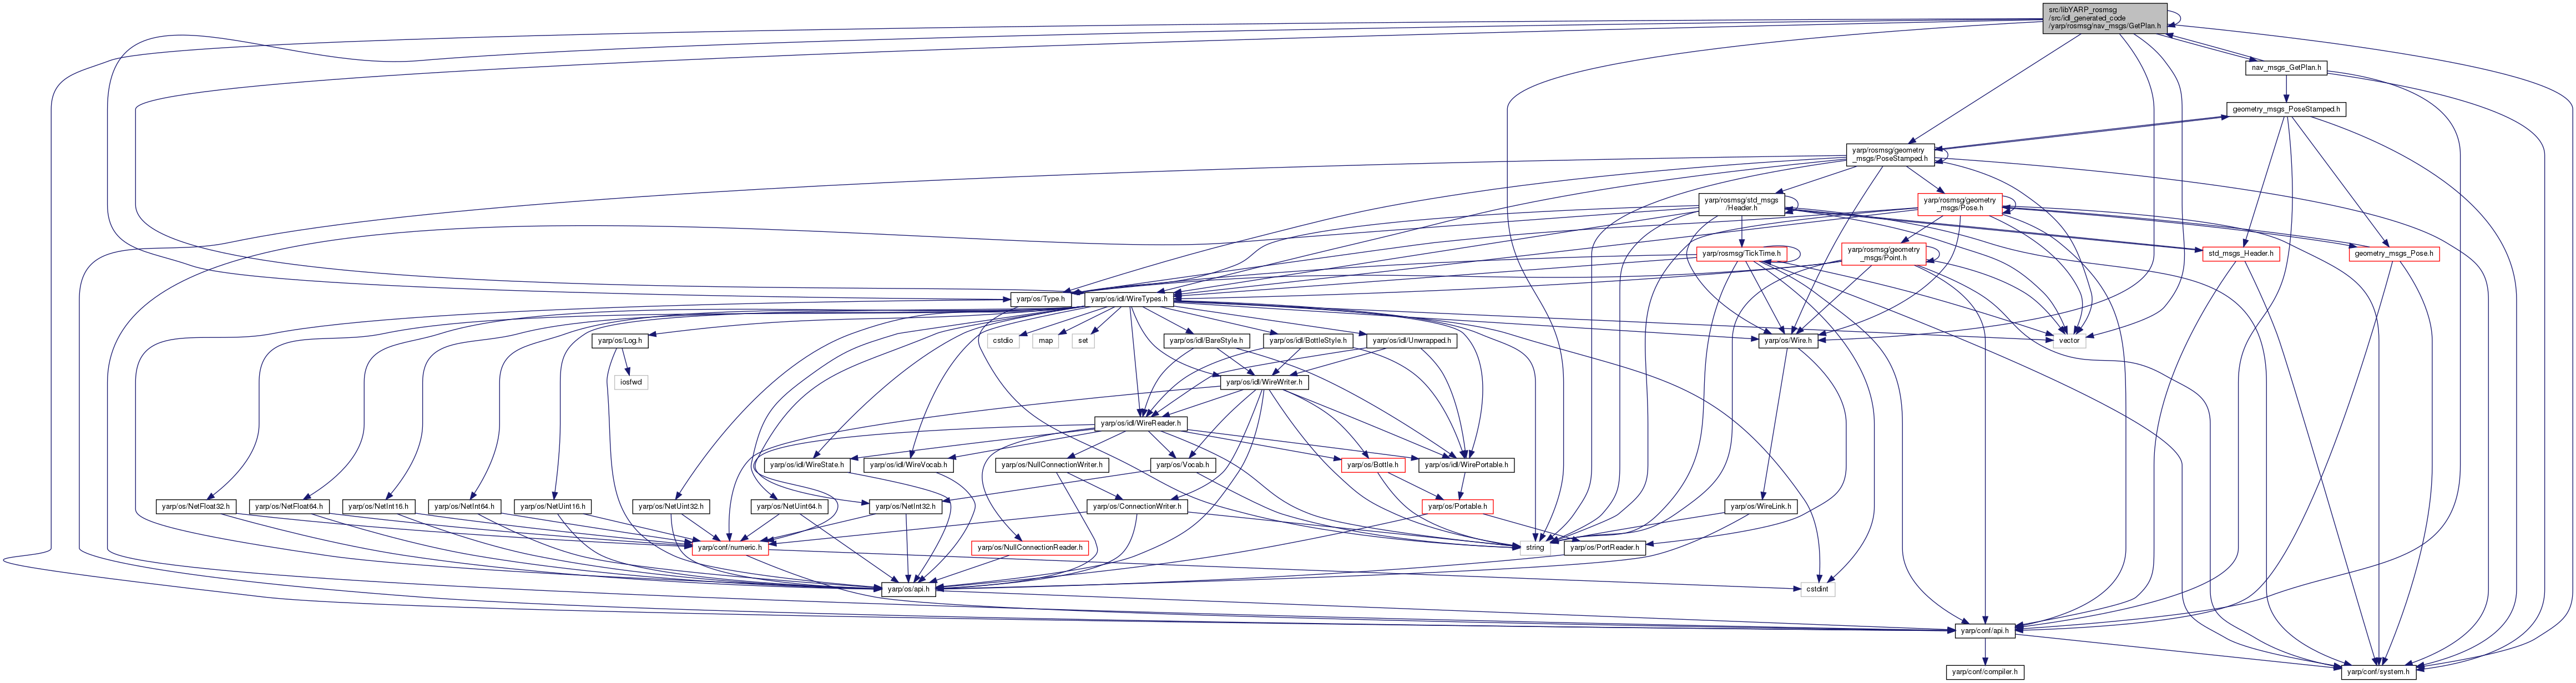 src/libYARP_rosmsg
/src/idl_generated_code
/yarp/rosmsg/nav_msgs/GetPlan.h
nav_msgs_GetPlan.h
geometry_msgs_PoseStamped.h
yarp/rosmsg/geometry
_msgs/PoseStamped.h
yarp/rosmsg/std_msgs
/Header.h
yarp/rosmsg/geometry
_msgs/Pose.h
yarp/rosmsg/TickTime.h
yarp/rosmsg/geometry
_msgs/Point.h
std_msgs_Header.h
geometry_msgs_Pose.h
yarp/os/Type.h
yarp/os/idl/WireTypes.h
yarp/os/Log.h
cstdio
map
set
yarp/os/idl/BareStyle.h
yarp/os/idl/BottleStyle.h
yarp/os/idl/Unwrapped.h
yarp/os/Wire.h
vector
iosfwd
yarp/os/idl/WireWriter.h
yarp/os/idl/WireReader.h
yarp/os/idl/WireState.h
yarp/os/idl/WireVocab.h
yarp/os/NullConnectionWriter.h
yarp/os/Vocab.h
yarp/os/Bottle.h
yarp/os/idl/WirePortable.h
yarp/os/NetFloat32.h
yarp/os/NetFloat64.h
yarp/os/NetInt16.h
yarp/os/NetInt64.h
yarp/os/NetUint16.h
yarp/os/NetUint32.h
yarp/os/NetUint64.h
yarp/os/NetInt32.h
yarp/os/ConnectionWriter.h
yarp/os/Portable.h
yarp/os/WireLink.h
yarp/conf/numeric.h
yarp/os/NullConnectionReader.h
string
yarp/os/PortReader.h
yarp/os/api.h
cstdint
yarp/conf/api.h
yarp/conf/compiler.h
yarp/conf/system.h